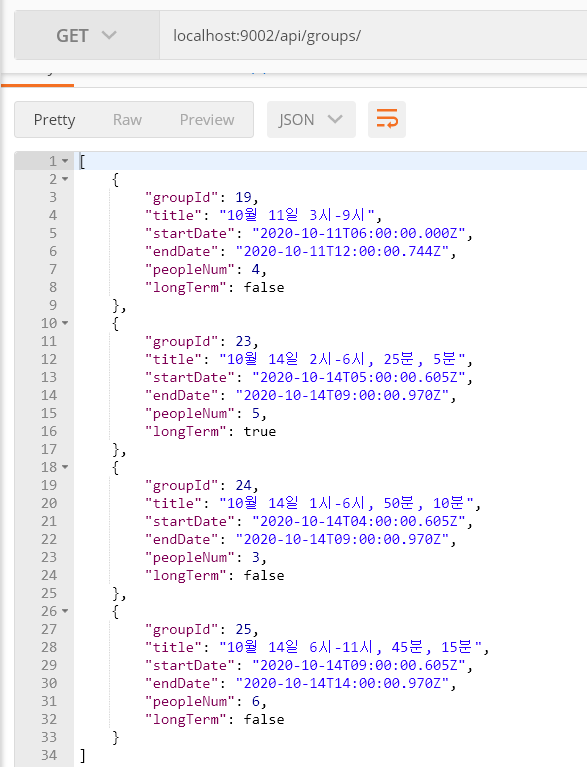 GET localhost:9002/api/groups/
Pretty Raw Preview JSON
1 [
2 {
3 "groupId": 19,
4 "title": "10월 11일 3시-9시",
5 "startDate": "2020-10-11T06:00:00.000Z",
6 "endDate": "2020-10-11T12:00:00.744Z",
7 "peopleNum": 4,
8 "longTerm": false
9 },
10 {
11 "groupId": 23,
12 "title": "10월 14일 2시-6시, 25분, 5분",
13 "startDate": "2020-10-14T05:00:00.605Z",
14 "endDate": "2020-10-14T09:00:00.970Z",
15 "peopleNum": 5,
16 "longTerm": true
17 },
18 {
19 "groupId": 24,
20 "title": "10월 14일 1시-6시, 50분, 10분",
21 "startDate": "2020-10-14T04:00:00.605Z",
22 "endDate": "2020-10-14T09:00:00.970Z",
23 "peopleNum": 3,
24 "longTerm": false
25 },
26 {
27 "groupId": 25,
28 "title": "10월 14일 6시-11시, 45분, 15분",
29 "startDate": "2020-10-14T09:00:00.605Z",
30 "endDate": "2020-10-14T14:00:00.970Z",
31 "peopleNum": 6,
32 "longTerm": false
33 }
34 ]